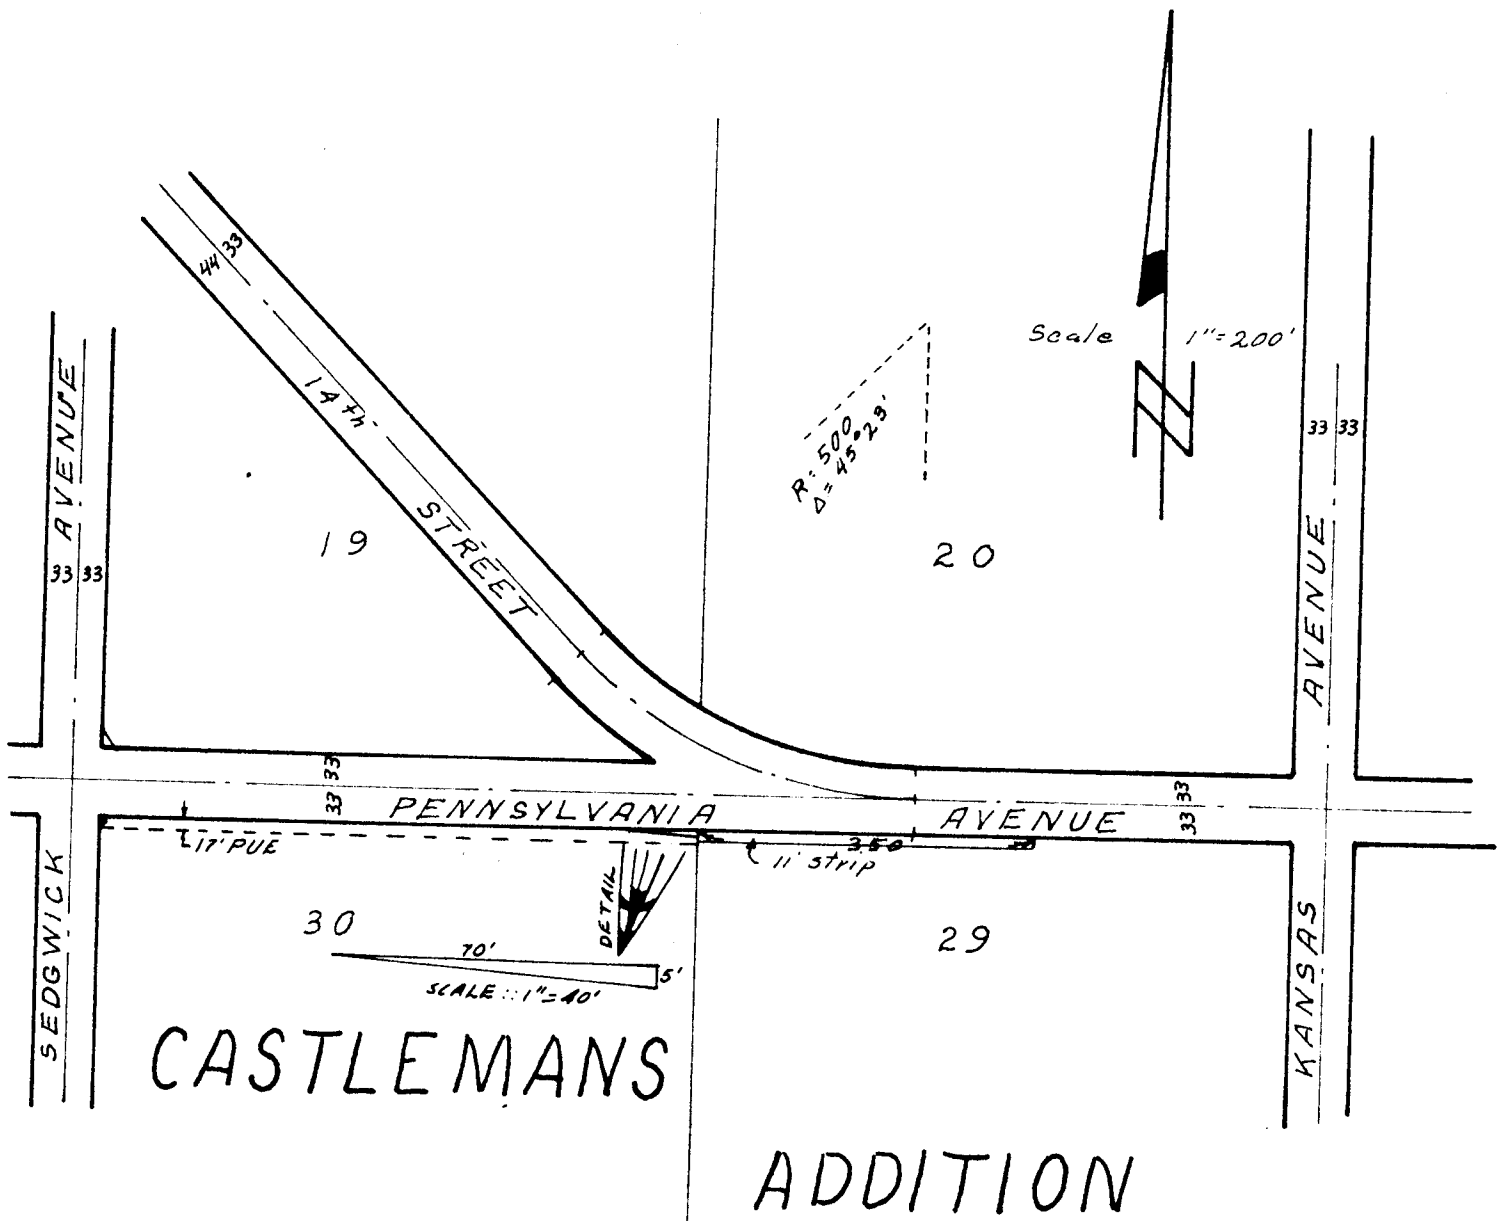 Scale 1"=200'
N
44 33
14th STREET
R= 500
Δ= 45°23'
33 33
AVENUE
33 33
19
20
AVENUE
33
33
PENNSYLVANIA AVENUE
33
33
17' PUE
350
11' strip
DETAIL
30
29
70'
5'
SCALE :: 1"=40'
SEDGWICK
KANSAS
CASTLEMANS
ADDITION